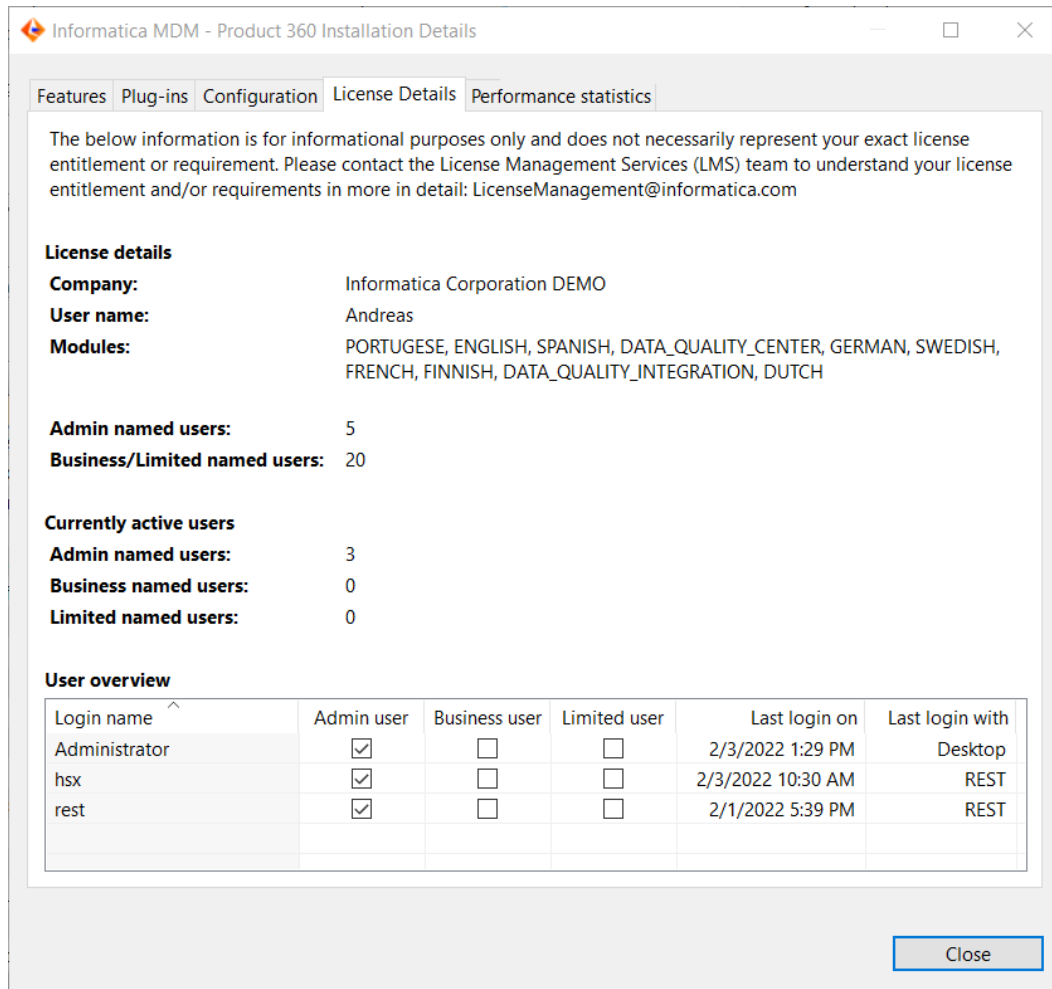 Informatica MDM - Product 360 Installation Details
Features Plug-ins Configuration License Details Performance statistics
The below information is for informational purposes only and does not necessarily represent your exact license
entitlement or requirement. Please contact the License Management Services (LMS) team to understand your license
entitlement and/or requirements in more in detail: LicenseManagement@informatica.com
License details
Company: Informatica Corporation DEMO
User name: Andreas
Modules: PORTUGESE, ENGLISH, SPANISH, DATA_QUALITY_CENTER, GERMAN, SWEDISH,
FRENCH, FINNISH, DATA_QUALITY_INTEGRATION, DUTCH
Admin named users: 5
Business/Limited named users: 20
Currently active users
Admin named users: 3
Business named users: 0
Limited named users: 0
User overview
Login name Admin user Business user Limited user Last login on Last login with
Administrator 2/3/2022 1:29 PM Desktop
hsx 2/3/2022 10:30 AM REST
rest 2/1/2022 5:39 PM REST
Close